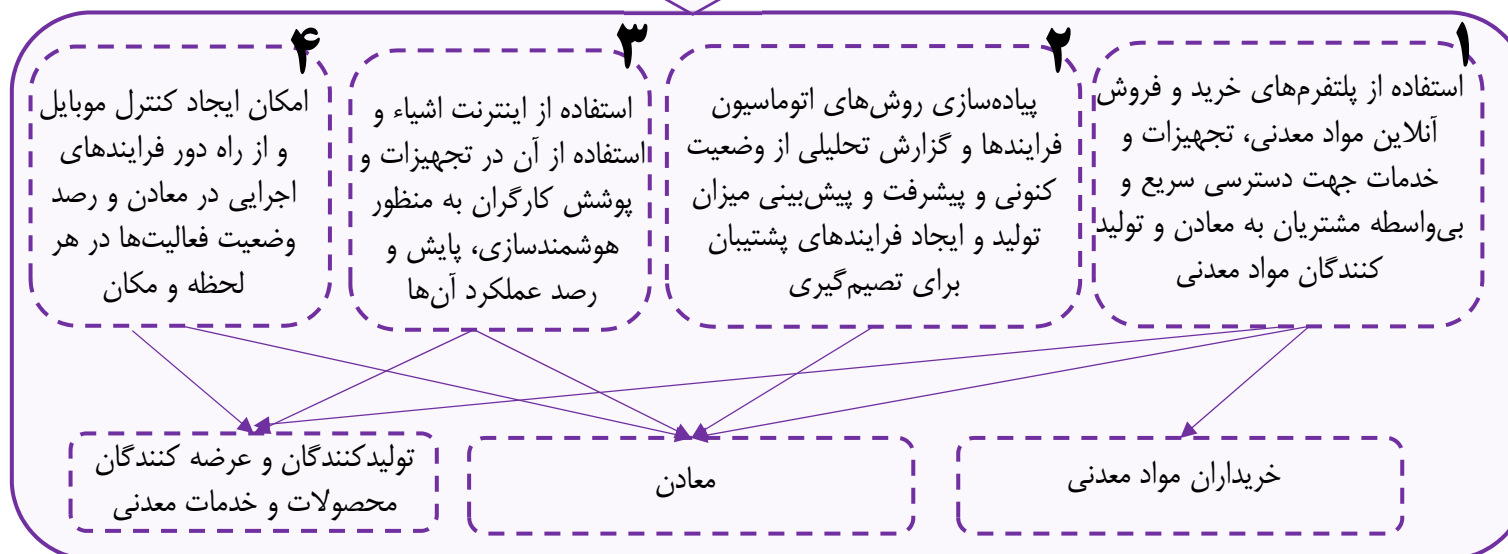 ۱
استفاده از پلتفرم‌های خرید و فروش
آنلاین مواد معدنی، تجهیزات و
خدمات جهت دسترسی سریع و
بی‌واسطه مشتریان به معادن و تولید
کنندگان مواد معدنی
۲
پیاده‌سازی روش‌های اتوماسیون
فرایندها و گزارش تحلیلی از وضعیت
کنونی و پیشرفت و پیش‌بینی میزان
تولید و ایجاد فرایندهای پشتیبان
برای تصیم‌گیری
۳
استفاده از اینترنت اشیاء و
استفاده از آن در تجهیزات و
پوشش کارگران به منظور
هوشمندسازی، پایش و
رصد عملکرد آن‌ها
۴
امکان ایجاد کنترل موبایل
و از راه دور فرایندهای
اجرایی در معادن و رصد
وضعیت فعالیت‌ها در هر
لحظه و مکان
خریداران مواد معدنی
معادن
تولیدکنندگان و عرضه کنندگان
محصولات و خدمات معدنی